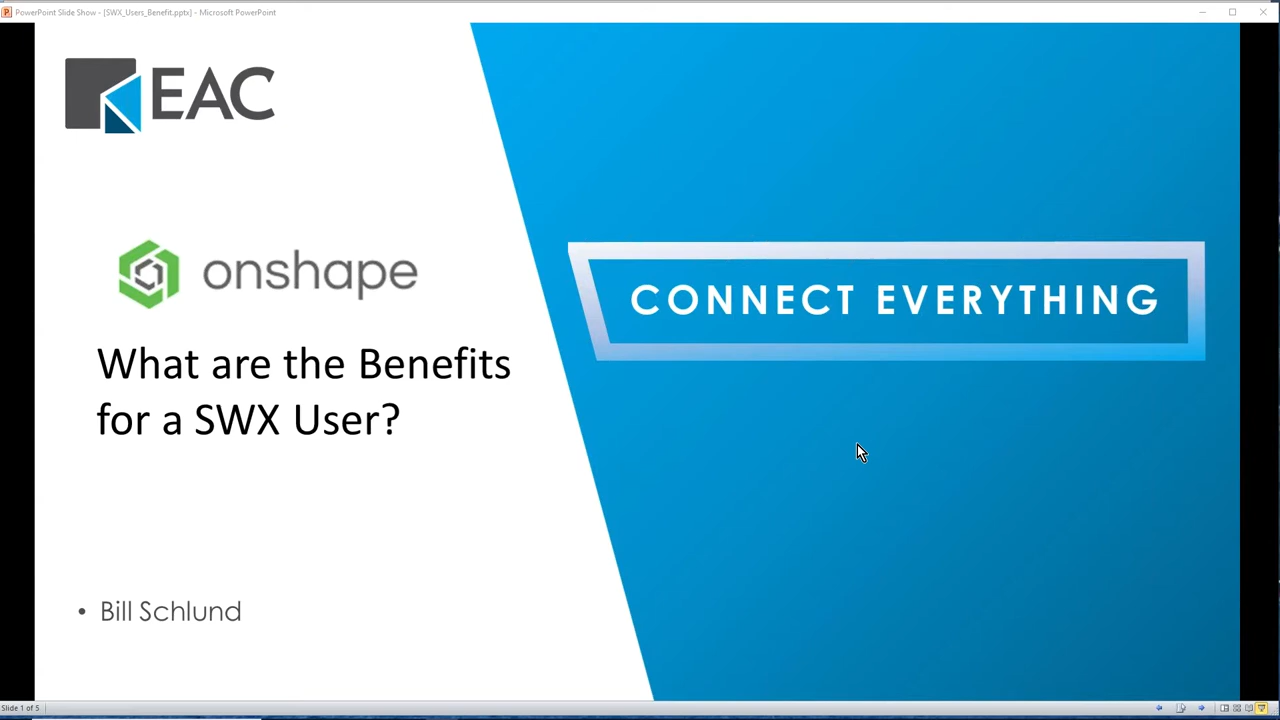 PowerPoint Slide Show - [SWX_Users_Benefit.pptx] - Microsoft PowerPoint
EAC
onshape
What are the Benefits
for a SWX User?
CONNECT EVERYTHING
• Bill Schlund
Slide 1 of 5